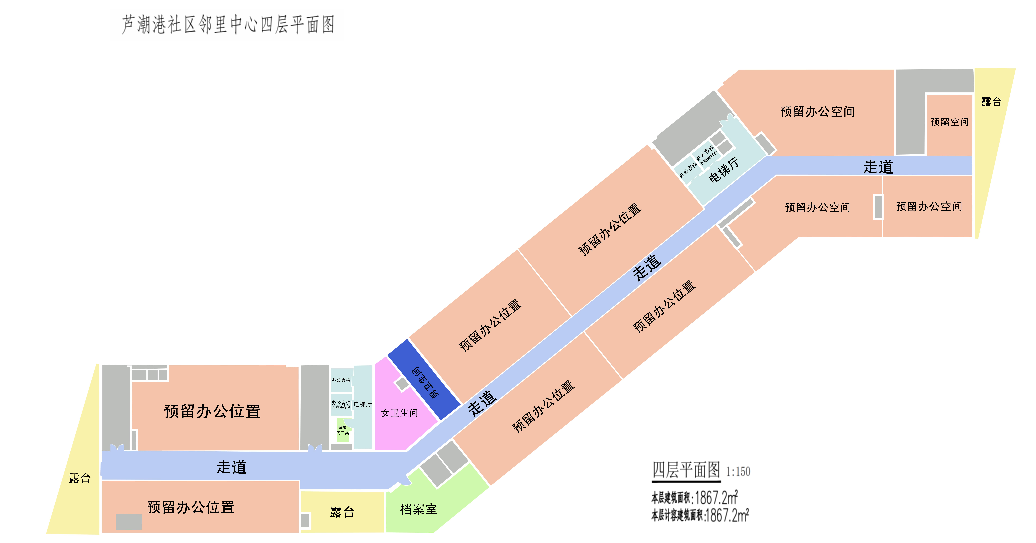 芦潮港社区邻里中心四层平面图
预留办公空间
露台
预留空间
走道
电梯厅
预留办公空间
预留办公空间
预留办公位置
走道
预留办公位置
预留办公位置
预留办公位置
走道
预留办公位置
男卫生间
女卫生间
走道
露台
预留办公位置
露台
档案室
四层平面图 1:150
本层建筑面积:1867.2m²
本层计容建筑面积:1867.2m²